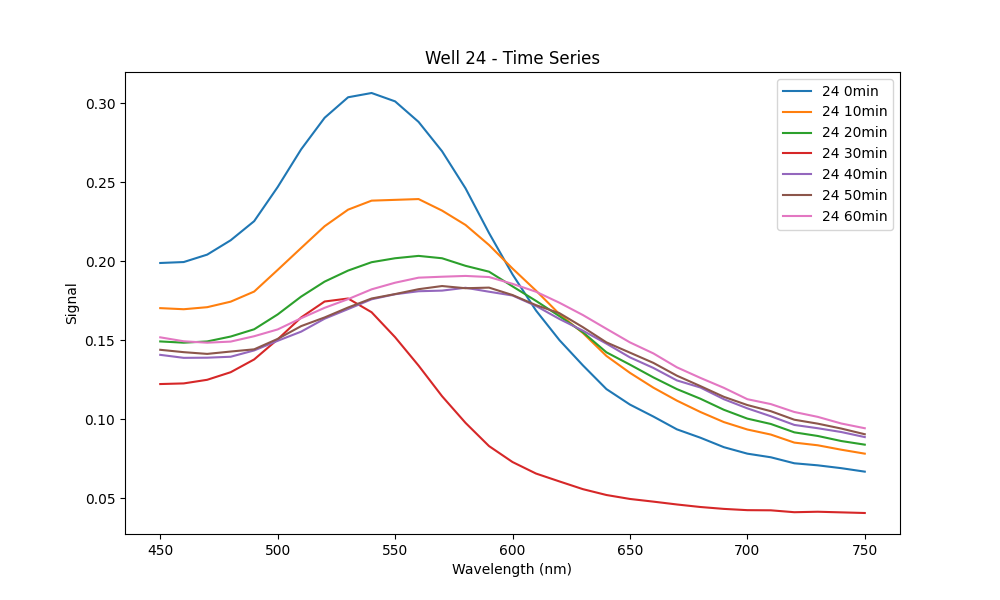 Well 24 - Time Series
24 0min
24 10min
24 20min
24 30min
24 40min
24 50min
24 60min
Signal
0.30
0.25
0.20
0.15
0.10
0.05
450 500 550 600 650 700 750
Wavelength (nm)